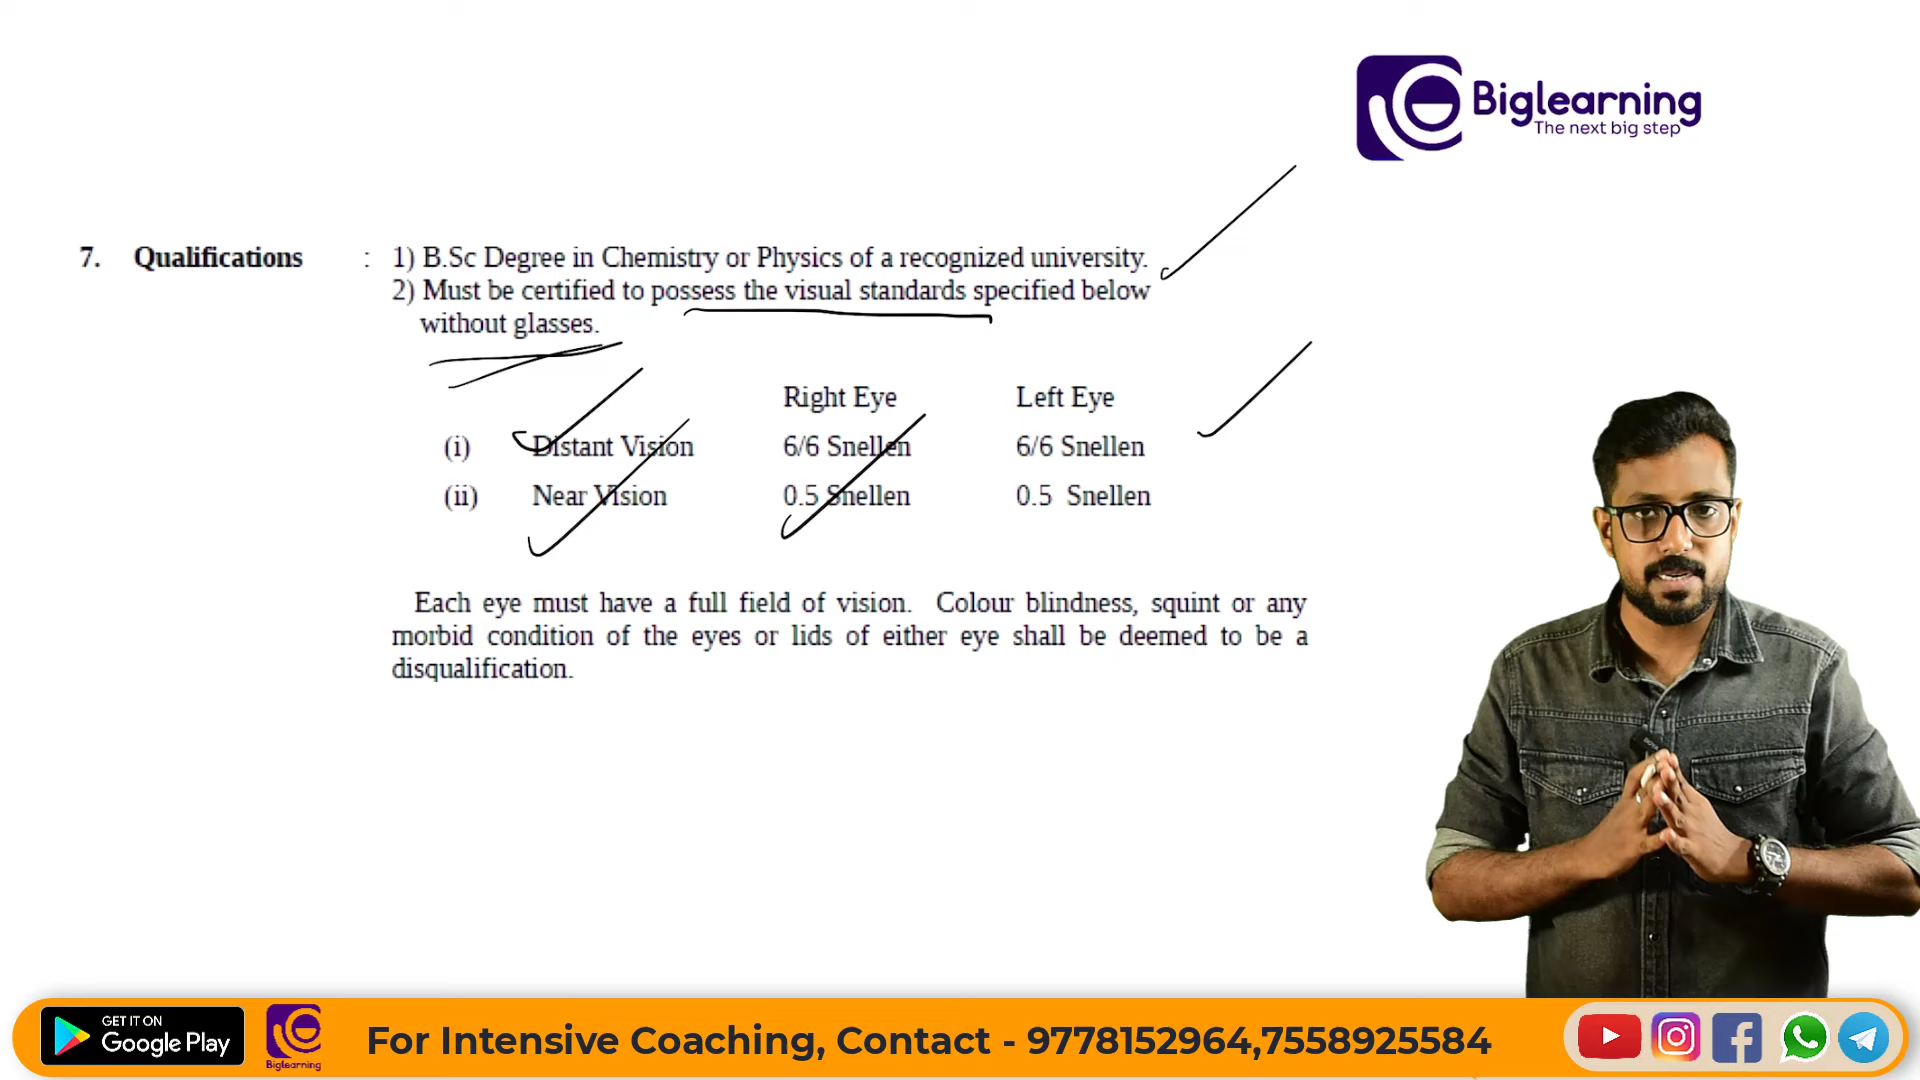 Biglearning
The next big step
7. Qualifications : 1) B.Sc Degree in Chemistry or Physics of a recognized university.
2) Must be certified to possess the visual standards specified below
without glasses.
Right Eye Left Eye
(i) Distant Vision 6/6 Snellen 6/6 Snellen
(ii) Near Vision 0.5 Snellen 0.5 Snellen
Each eye must have a full field of vision. Colour blindness, squint or any
morbid condition of the eyes or lids of either eye shall be deemed to be a
disqualification.
GET IT ON
Google Play
Biglearning
For Intensive Coaching, Contact - 9778152964,7558925584